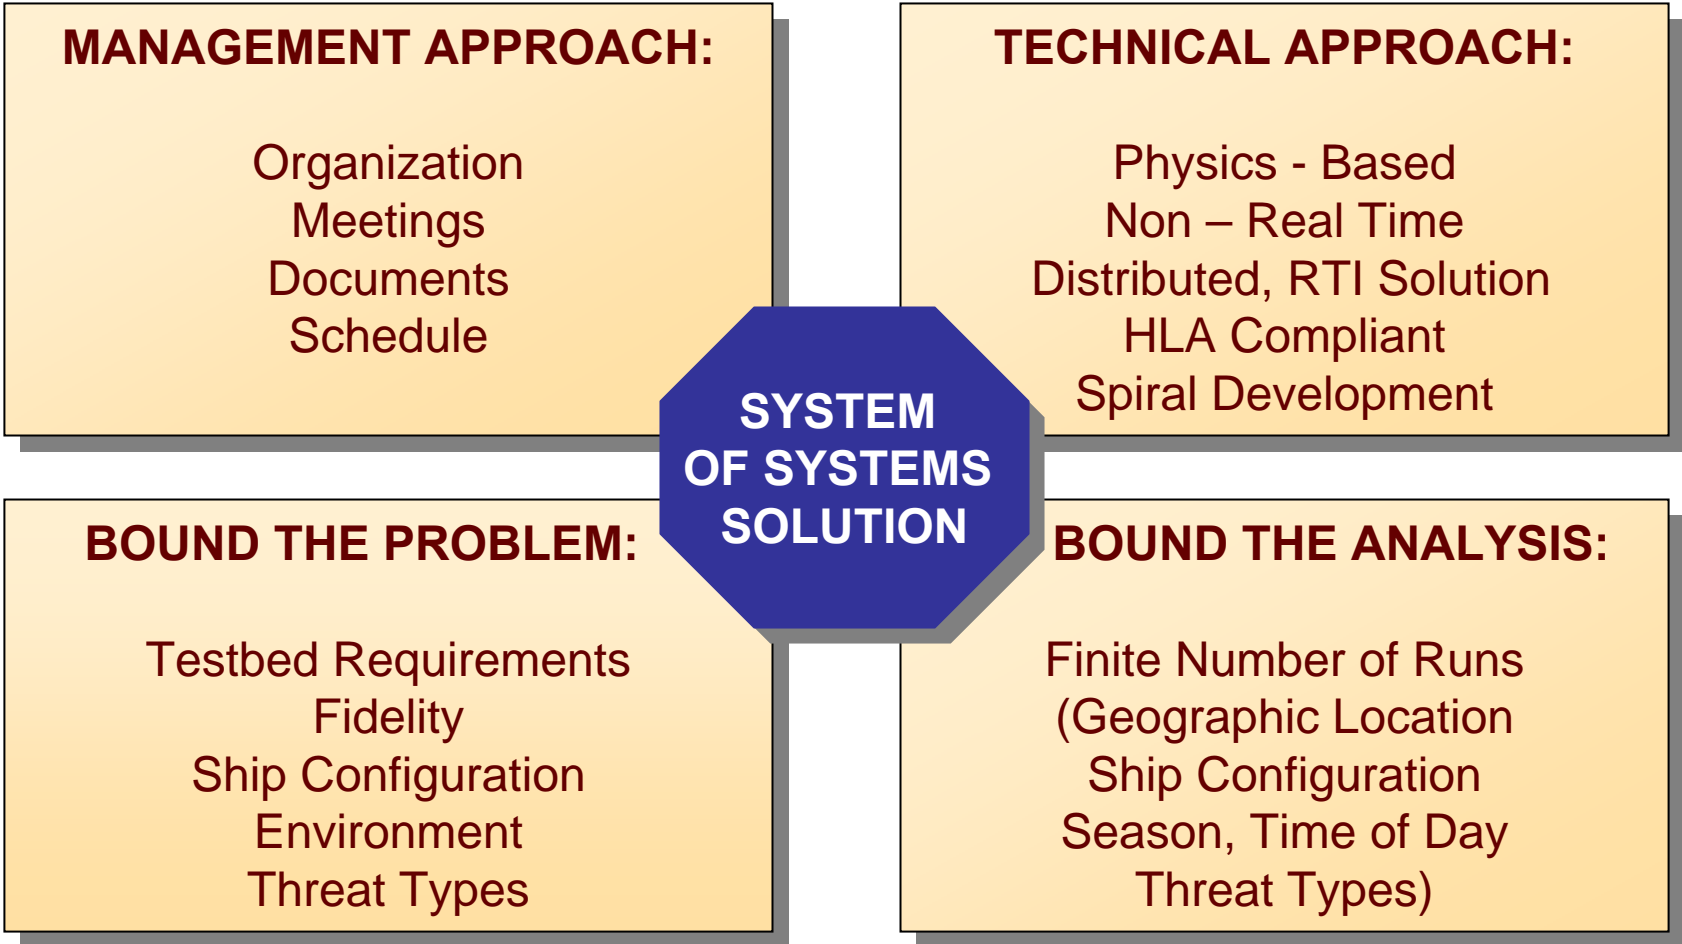 MANAGEMENT APPROACH:
Organization
Meetings
Documents
Schedule
TECHNICAL APPROACH:
Physics - Based
Non – Real Time
Distributed, RTI Solution
HLA Compliant
Spiral Development
SYSTEM
OF SYSTEMS
SOLUTION
BOUND THE PROBLEM:
Testbed Requirements
Fidelity
Ship Configuration
Environment
Threat Types
BOUND THE ANALYSIS:
Finite Number of Runs
(Geographic Location
Ship Configuration
Season, Time of Day
Threat Types)